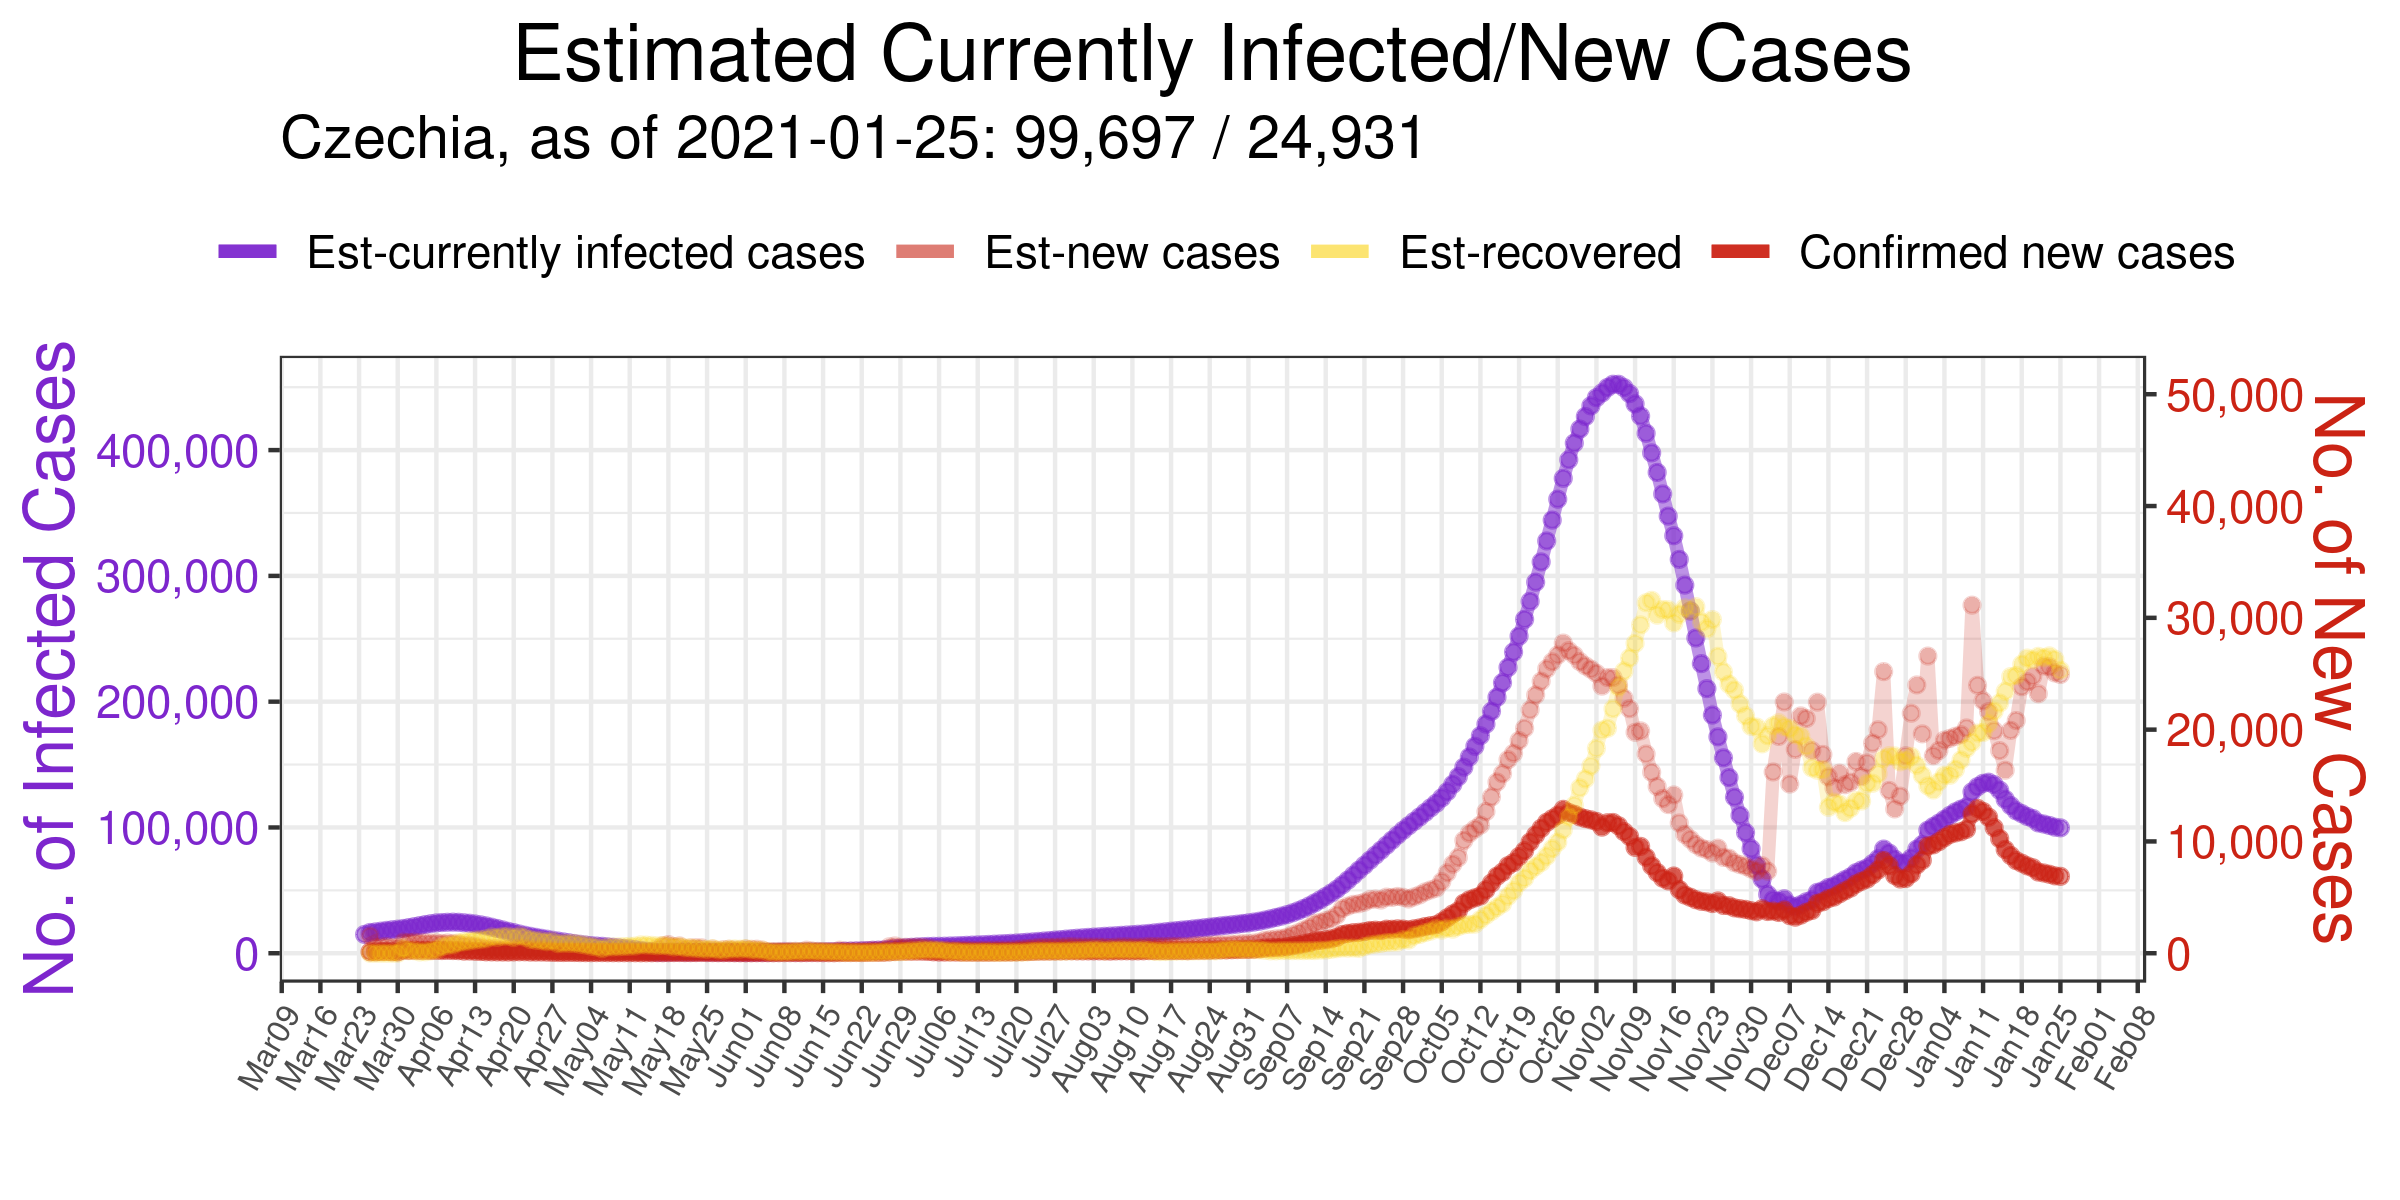 Estimated Currently Infected/New Cases
Czechia, as of 2021-01-25: 99,697 / 24,931
Est-currently infected cases Est-new cases Est-recovered Confirmed new cases
No. of Infected Cases
400,000
300,000
200,000
100,000
0
50,000
40,000
30,000
20,000
10,000
0
No. of New Cases
Mar09 Mar16 Mar23 Mar30 Apr06 Apr13 Apr20 Apr27 May04 May11 May18 May25 Jun01 Jun08 Jun15 Jun22 Jun29 Jul06 Jul13 Jul20 Jul27 Aug03 Aug10 Aug17 Aug24 Aug31 Sep07 Sep14 Sep21 Sep28 Oct05 Oct12 Oct19 Oct26 Nov02 Nov09 Nov16 Nov23 Nov30 Dec07 Dec14 Dec21 Dec28 Jan04 Jan11 Jan18 Jan25 Feb01 Feb08